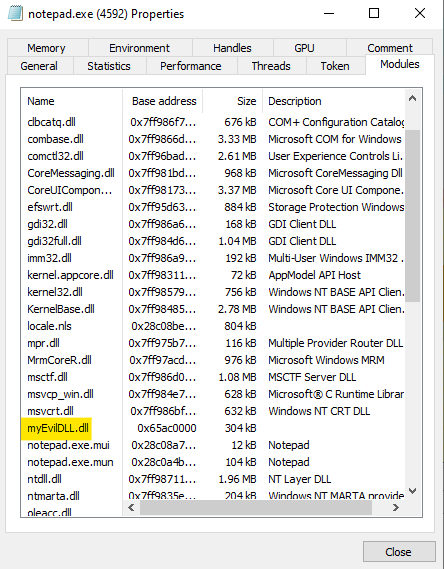 notepad.exe (4592) Properties
Memory Environment Handles GPU Comment
General Statistics Performance Threads Token Modules
Name Base address Size Description
clbcatq.dll 0x7ff986f7... 676 kB COM+ Configuration Catalog
combase.dll 0x7ff9866d... 3.33 MB Microsoft COM for Windows
comctl32.dll 0x7ff96bad... 2.61 MB User Experience Controls Li...
CoreMessaging.dll 0x7ff981bd... 968 kB Microsoft CoreMessaging Dll
CoreUICompon... 0x7ff98173... 3.37 MB Microsoft Core UI Compone...
efswrt.dll 0x7ff95d63... 884 kB Storage Protection Windows
gdi32.dll 0x7ff986a6... 168 kB GDI Client DLL
gdi32full.dll 0x7ff984d6... 1.04 MB GDI Client DLL
imm32.dll 0x7ff986a9... 192 kB Multi-User Windows IMM32 ...
kernel.appcore.dll 0x7ff98311... 72 kB AppModel API Host
kernel32.dll 0x7ff98579... 756 kB Windows NT BASE API Clien...
KernelBase.dll 0x7ff98485... 2.78 MB Windows NT BASE API Clien...
locale.nls 0x28c08be... 804 kB
mpr.dll 0x7ff975b7... 116 kB Multiple Provider Router DLL
MrmCoreR.dll 0x7ff97acd... 976 kB Microsoft Windows MRM
msctf.dll 0x7ff986d0... 1.08 MB MSCTF Server DLL
msvcp_win.dll 0x7ff984e7... 628 kB Microsoft® C Runtime Librar
msvcrt.dll 0x7ff986bf... 632 kB Windows NT CRT DLL
myEvilDLL.dll 0x65ac0000 304 kB
notepad.exe.mui 0x28c08a7... 12 kB Notepad
notepad.exe.mun 0x28c0a4b... 104 kB Notepad
ntdll.dll 0x7ff98711... 1.96 MB NT Layer DLL
ntmarta.dll 0x7ff9835e... 204 kB Windows NT MARTA provide
oleacc.dll
Close